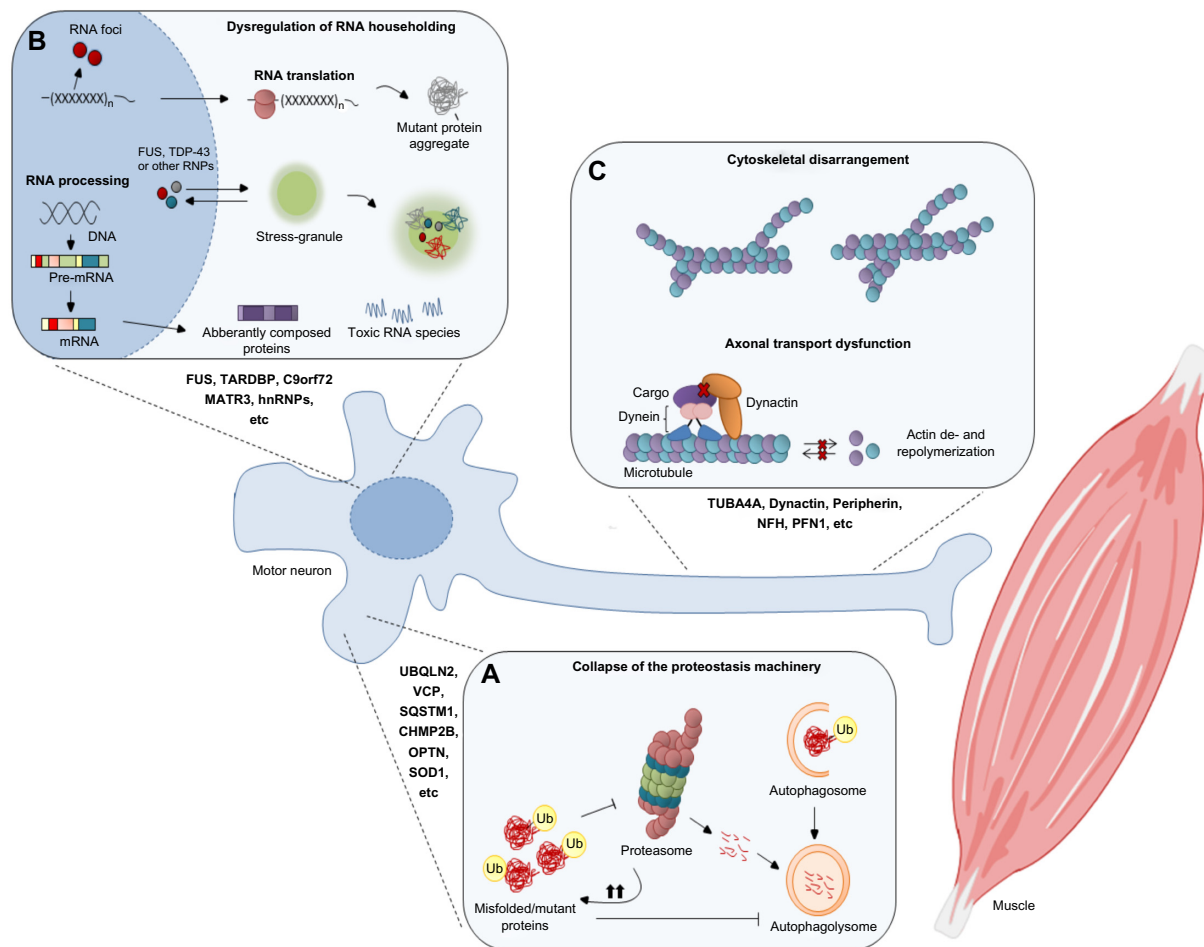 B
Dysregulation of RNA householding
RNA foci
RNA translation
–(XXXXXXX)n
–(XXXXXXX)n
Mutant protein
aggregate
FUS, TDP-43
or other RNPs
RNA processing
DNA
Stress-granule
Pre-mRNA
mRNA
Abberantly composed
proteins
Toxic RNA species
FUS, TARDBP, C9orf72
MATR3, hnRNPs,
etc
C
Cytoskeletal disarrangement
Axonal transport dysfunction
Cargo
Dynactin
Dynein
Microtubule
Actin de- and
repolymerization
TUBA4A, Dynactin, Peripherin,
NFH, PFN1, etc
Motor neuron
UBQLN2,
VCP,
SQSTM1,
CHMP2B,
OPTN,
SOD1,
etc
A
Collapse of the proteostasis machinery
Ub
Autophagosome
Ub
Ub
Ub
Proteasome
Misfolded/mutant
proteins
Autophagolysome
Muscle